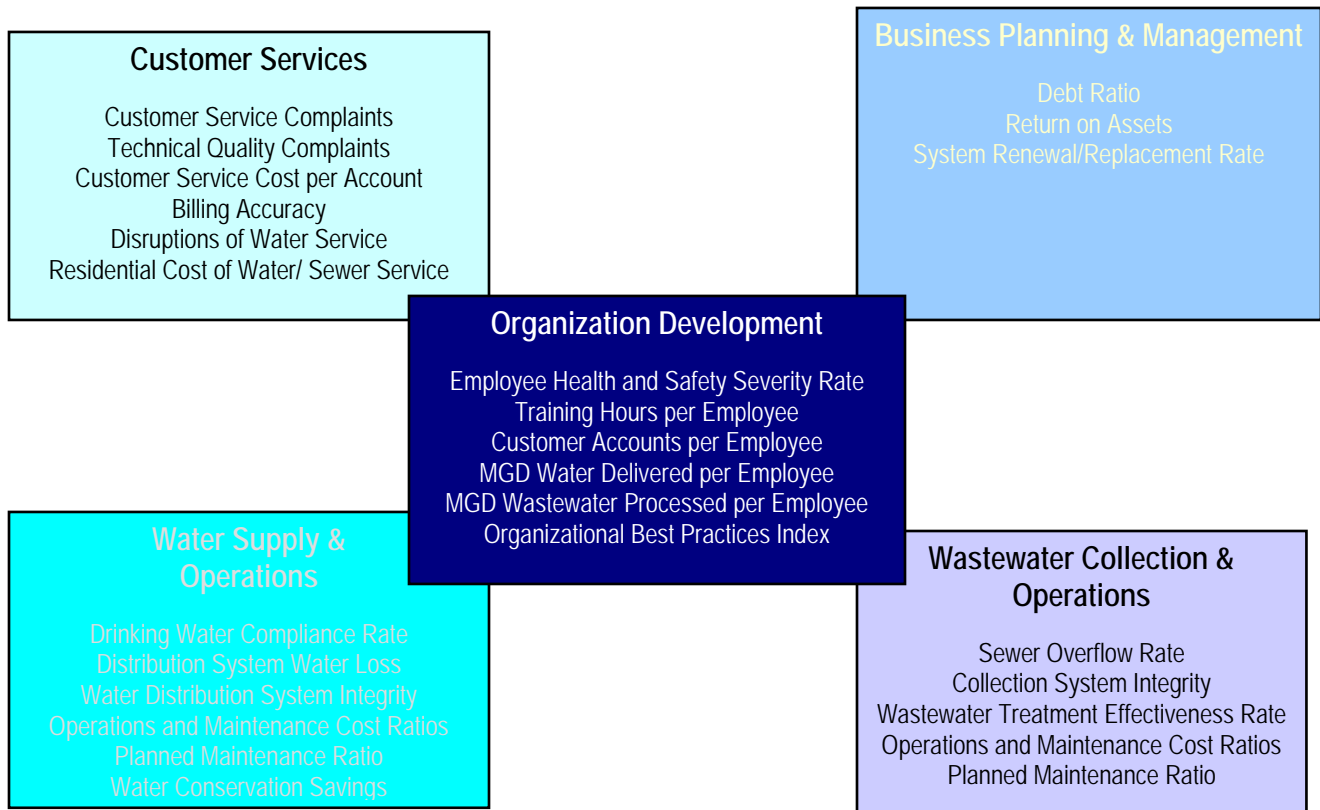 Customer Services
Customer Service Complaints
Technical Quality Complaints
Customer Service Cost per Account
Billing Accuracy
Disruptions of Water Service
Residential Cost of Water/ Sewer Service
Business Planning & Management
Debt Ratio
Return on Assets
System Renewal/Replacement Rate
Organization Development
Employee Health and Safety Severity Rate
Training Hours per Employee
Customer Accounts per Employee
MGD Water Delivered per Employee
MGD Wastewater Processed per Employee
Organizational Best Practices Index
Water Supply &
Operations
Drinking Water Compliance Rate
Distribution System Water Loss
Water Distribution System Integrity
Operations and Maintenance Cost Ratios
Planned Maintenance Ratio
Water Conservation Savings
Wastewater Collection &
Operations
Sewer Overflow Rate
Collection System Integrity
Wastewater Treatment Effectiveness Rate
Operations and Maintenance Cost Ratios
Planned Maintenance Ratio